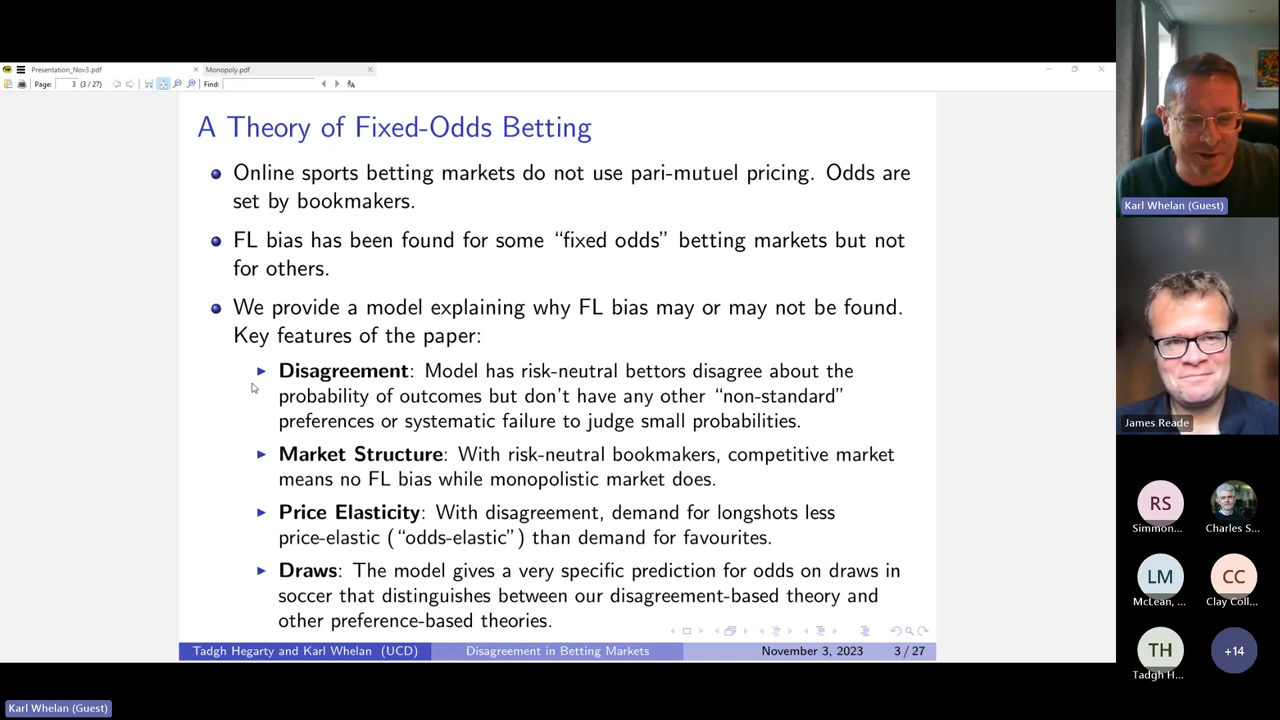 Presentation_Nov3.pdf
Monopoly.pdf
Page: 3 (3 / 27)
Find:
A Theory of Fixed-Odds Betting
Online sports betting markets do not use pari-mutuel pricing. Odds are
set by bookmakers.
FL bias has been found for some “fixed odds” betting markets but not
for others.
We provide a model explaining why FL bias may or may not be found.
Key features of the paper:
Disagreement: Model has risk-neutral bettors disagree about the
probability of outcomes but don’t have any other “non-standard”
preferences or systematic failure to judge small probabilities.
Market Structure: With risk-neutral bookmakers, competitive market
means no FL bias while monopolistic market does.
Price Elasticity: With disagreement, demand for longshots less
price-elastic (“odds-elastic”) than demand for favourites.
Draws: The model gives a very specific prediction for odds on draws in
soccer that distinguishes between our disagreement-based theory and
other preference-based theories.
Tadgh Hegarty and Karl Whelan (UCD)
Disagreement in Betting Markets
November 3, 2023
3 / 27
Karl Whelan (Guest)
James Reade
RS
Simmon...
Charles S...
LM
McLean, ...
CC
Clay Coll...
TH
Tadgh H...
+14
Karl Whelan (Guest)